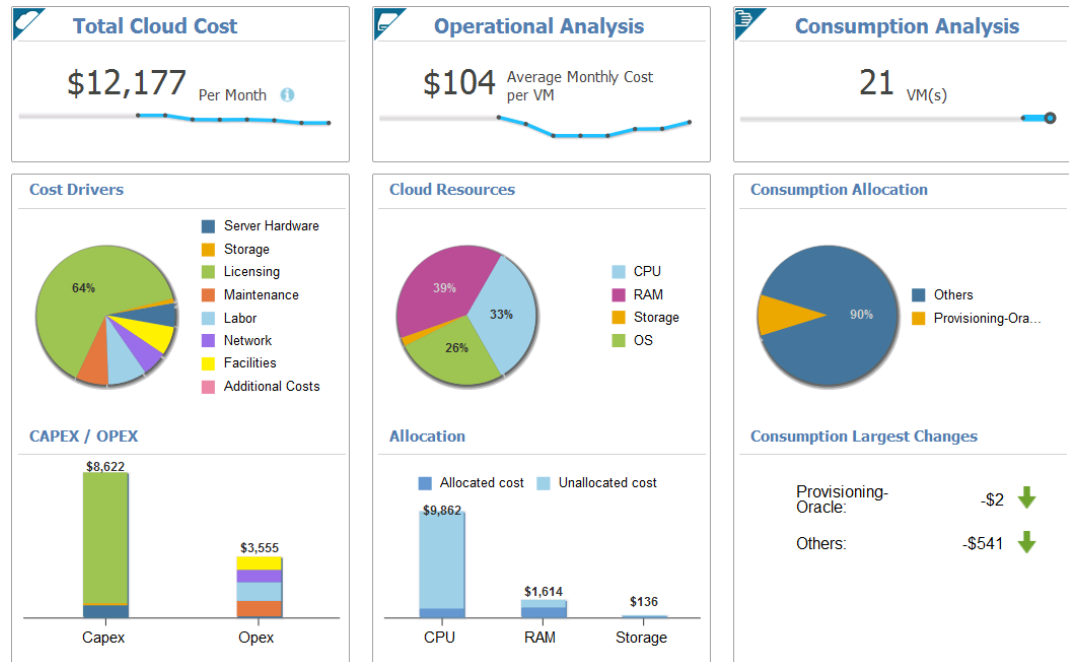 Total Cloud Cost
$12,177 Per Month
Operational Analysis
$104 Average Monthly Cost
per VM
Consumption Analysis
21 VM(s)
Cost Drivers
64%
Server Hardware
Storage
Licensing
Maintenance
Labor
Network
Facilities
Additional Costs
CAPEX / OPEX
$8,622
$3,555
Capex
Opex
Cloud Resources
39%
33%
26%
CPU
RAM
Storage
OS
Allocation
Allocated cost
Unallocated cost
$9,862
$1,614
$136
CPU
RAM
Storage
Consumption Allocation
90%
Others
Provisioning-Ora...
Consumption Largest Changes
Provisioning-
Oracle:
-$2
Others:
-$541